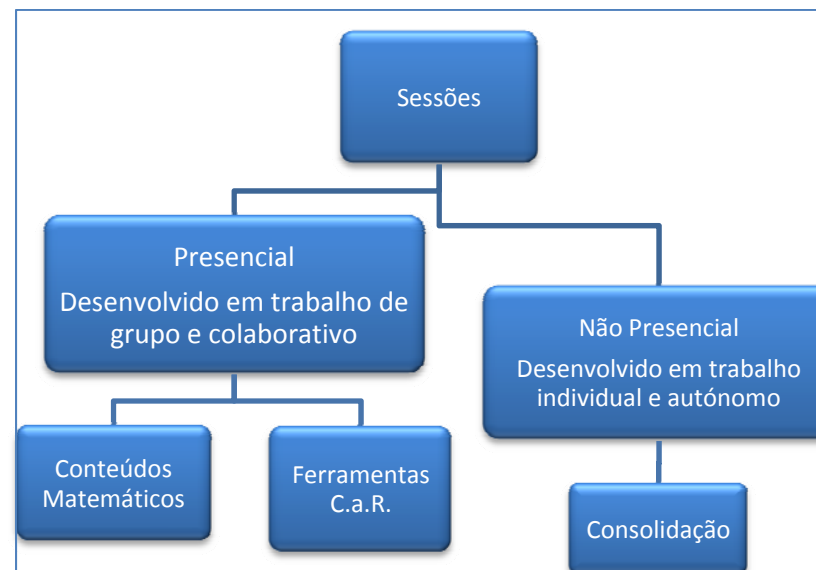 Sessões
Presencial
Desenvolvido em trabalho de
grupo e colaborativo
Não Presencial
Desenvolvido em trabalho
individual e autónomo
Conteúdos
Matemáticos
Ferramentas
C.a.R.
Consolidação